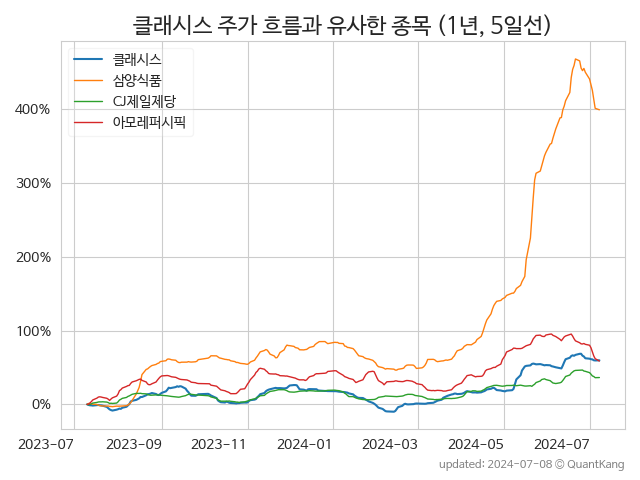 클래시스 주가 흐름과 유사한 종목 (1년, 5일선)
클래시스
삼양식품
CJ제일제당
아모레퍼시픽
400%
300%
200%
100%
0%
2023-07 2023-09 2023-11 2024-01 2024-03 2024-05 2024-07
updated: 2024-07-08 © QuantKang